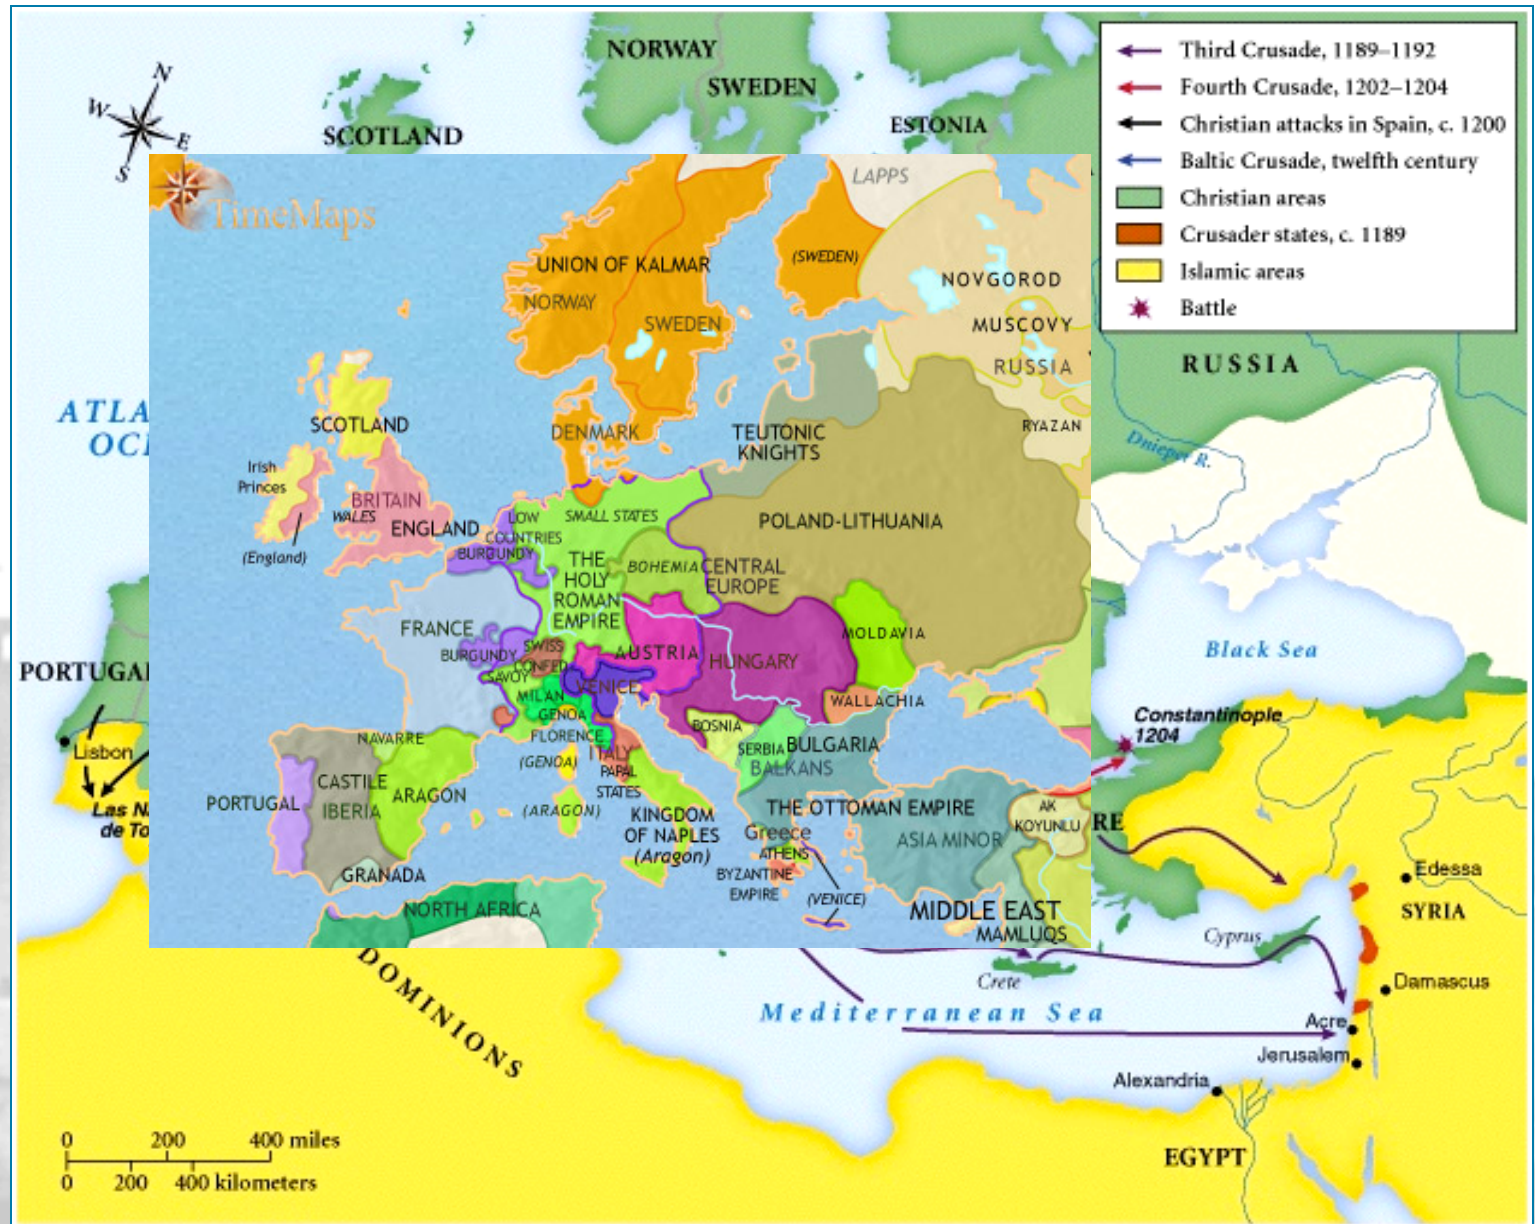 NORWAY
SWEDEN
SCOTLAND
ESTONIA
N
W
E
S
Third Crusade, 1189–1192
Fourth Crusade, 1202–1204
Christian attacks in Spain, c. 1200
Baltic Crusade, twelfth century
Christian areas
Crusader states, c. 1189
Islamic areas
Battle
RUSSIA
Dnieper R.
ATLA
OC
Black Sea
PORTUGA
Lisbon
Las N
de To
Constantinople
1204
RE
Edessa
SYRIA
Cyprus
Damascus
Crete
Mediterranean Sea
Acre
Jerusalem
Alexandria
EGYPT
DOMINIONS
0 200 400 miles
0 200 400 kilometers
TimeMaps
LAPPS
UNION OF KALMAR
(SWEDEN)
NORWAY
SWEDEN
NOVGOROD
MUSCOVY
RUSSIA
RYAZAN
SCOTLAND
DENMARK
TEUTONIC
KNIGHTS
Irish
Princes
BRITAIN
WALES
ENGLAND
(England)
LOW
COUNTRIES
SMALL STATES
BURGUNDY
POLAND-LITHUANIA
THE
HOLY
ROMAN
EMPIRE
BOHEMIA
CENTRAL
EUROPE
FRANCE
BURGUNDY
SWISS
CONFED
SAVOY
AUSTRIA
HUNGARY
MOLDAVIA
MILAN
VENICE
GENOA
WALLACHIA
FLORENCE
ITALY
BOSNIA
SERBIA
BULGARIA
BALKANS
NAVARRE
(GENOA)
PAPAL
STATES
CASTILE
IBERIA
ARAGON
PORTUGAL
(ARAGON)
KINGDOM
OF NAPLES
(Aragon)
THE OTTOMAN EMPIRE
AK
KOYUNLU
Greece
ASIA MINOR
ATHENS
BYZANTINE
EMPIRE
(VENICE)
GRANADA
NORTH AFRICA
MIDDLE EAST
MAMLUQS